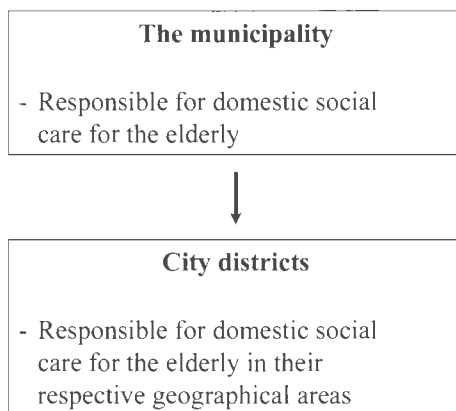 The municipality
- Responsible for domestic social
care for the elderly
City districts
- Responsible for domestic social
care for the elderly in their
respective geographical areas